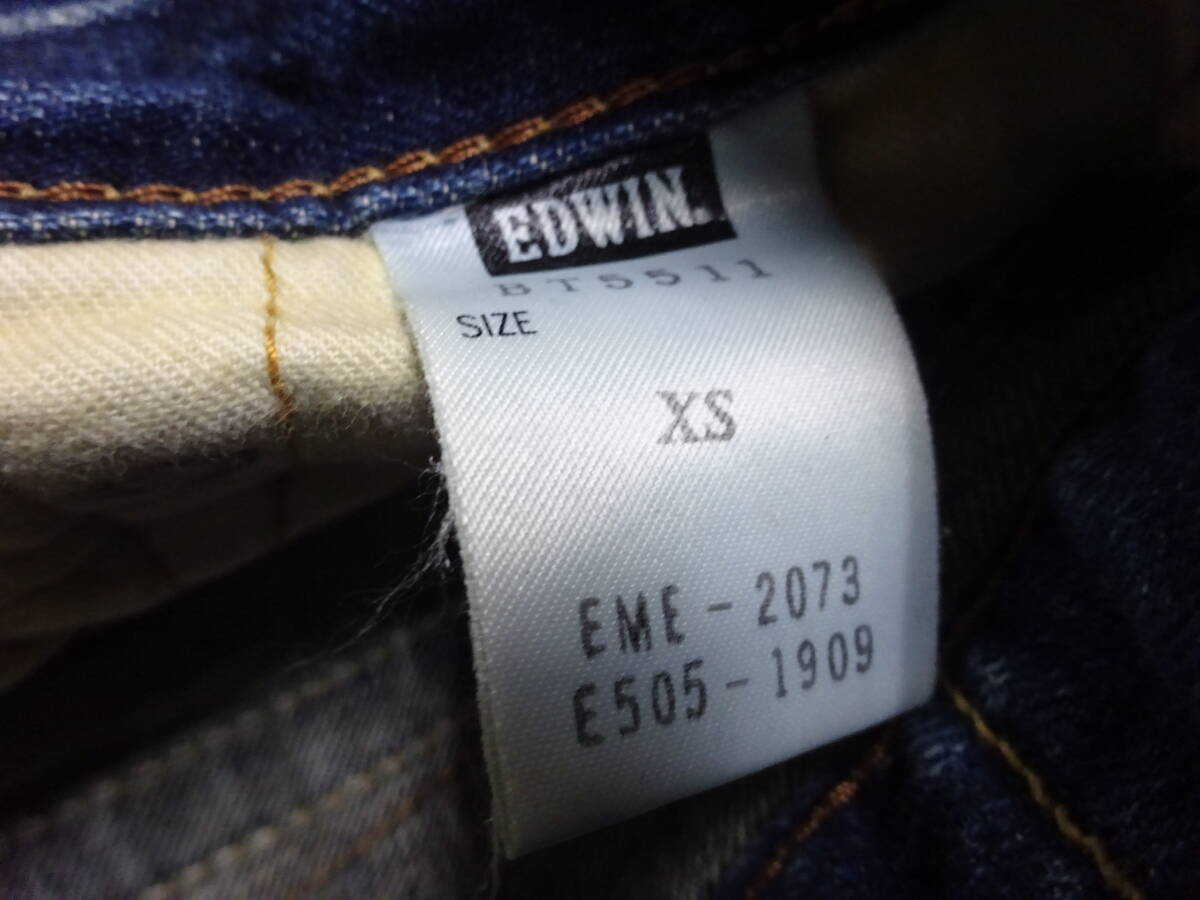 EDWIN.
BT5511
SIZE
XS
EME-2073
E505-1909